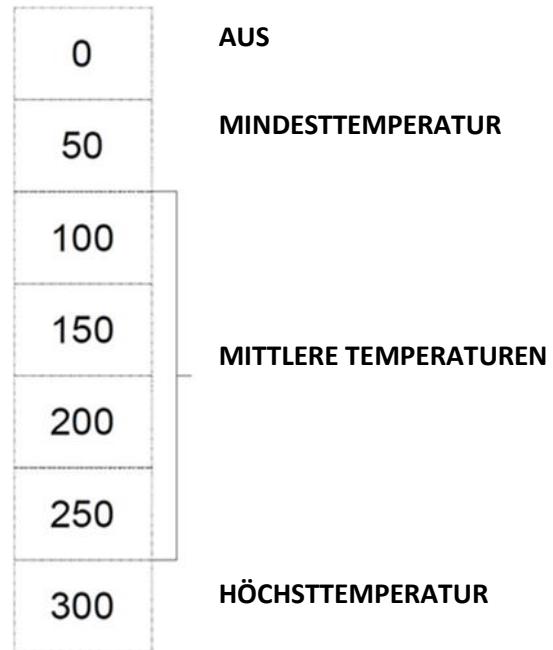 0 AUS
50 MINDESTTEMPERATUR
100
150
MITTLERE TEMPERATUREN
200
250
300 HÖCHSTTEMPERATUR